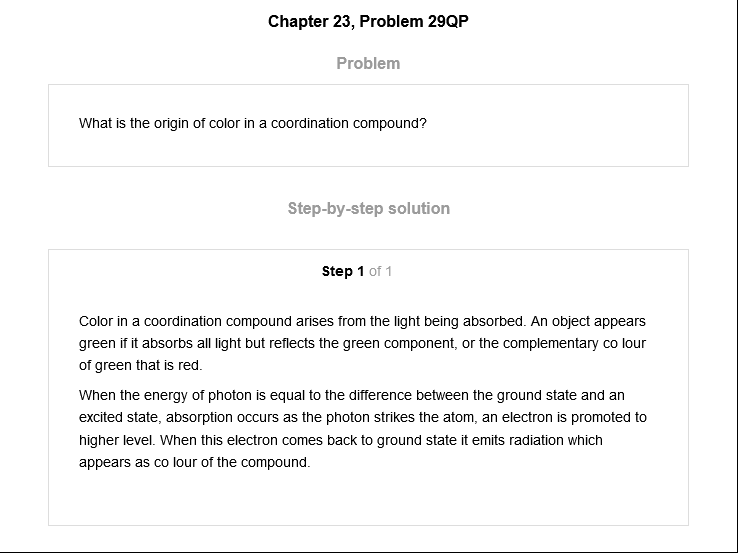 Chapter 23, Problem 29QP
Problem
What is the origin of color in a coordination compound?
Step-by-step solution
Step 1 of 1
Color in a coordination compound arises from the light being absorbed. An object appears
green if it absorbs all light but reflects the green component, or the complementary co lour
of green that is red.
When the energy of photon is equal to the difference between the ground state and an
excited state, absorption occurs as the photon strikes the atom, an electron is promoted to
higher level. When this electron comes back to ground state it emits radiation which
appears as co lour of the compound.